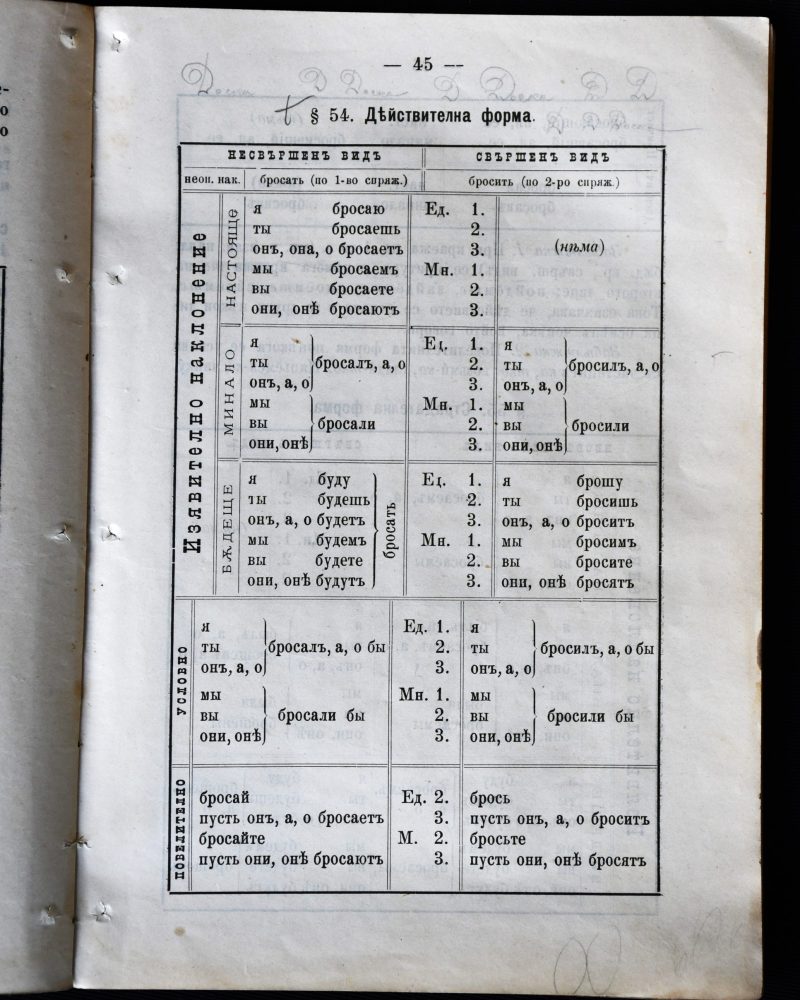 — 45 —
§ 54. Дѣйствителна форма.
НЕСВЪРШЕНЪ ВИДЪ СВЪРШЕНЪ ВИДЪ
неоп. нак. бросать (по 1-во спряж.) бросить (по 2-ро спряж.)
Изявително наклонение
НАСТОЯЩЕ
я бросаю Ед. 1.
ты бросаешь 2.
онъ, она, о бросаетъ 3. (нѣма)
мы бросаемъ Мн. 1.
вы бросаете 2.
они, онѣ бросаютъ 3.
МИНАЛО
я Ед. 1. я
ты бросалъ, а, о 2. ты бросилъ, а, о
онъ, а, о 3. онъ, а, о
мы Мн. 1. мы
вы бросали 2. вы бросили
они, онѣ 3. они, онѣ
БѪДЕЩЕ
я буду Ед. 1. я брошу
ты будешь 2. ты бросишь
онъ, а, о будетъ 3. онъ, а, о броситъ
бросать
мы будемъ Мн. 1. мы бросимъ
вы будете 2. вы бросите
они, онѣ будутъ 3. они, онѣ бросятъ
УСЛОВНО
я Ед. 1. я
ты бросалъ, а, о бы 2. ты бросилъ, а, о бы
онъ, а, о 3. онъ, а, о
мы Мн. 1. мы
вы бросали бы 2. вы бросили бы
они, онѣ 3. они, онѣ
ПОВЕЛИТЕЛНО
бросай Ед. 2. брось
пусть онъ, а, о бросаетъ 3. пусть онъ, а, о броситъ
бросайте М. 2. бросьте
пусть они, онѣ бросаютъ 3. пусть они, онѣ бросятъ